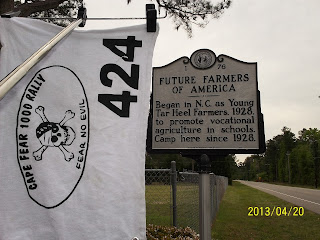 CAPE FEAR 1000 RALLY
FEAR NO EVIL
424
I 76
FUTURE FARMERS
OF AMERICA
Began in N.C. as Young
Tar Heel Farmers, 1928,
to promote vocational
agriculture in schools.
Camp here since 1928.
2013/04/20